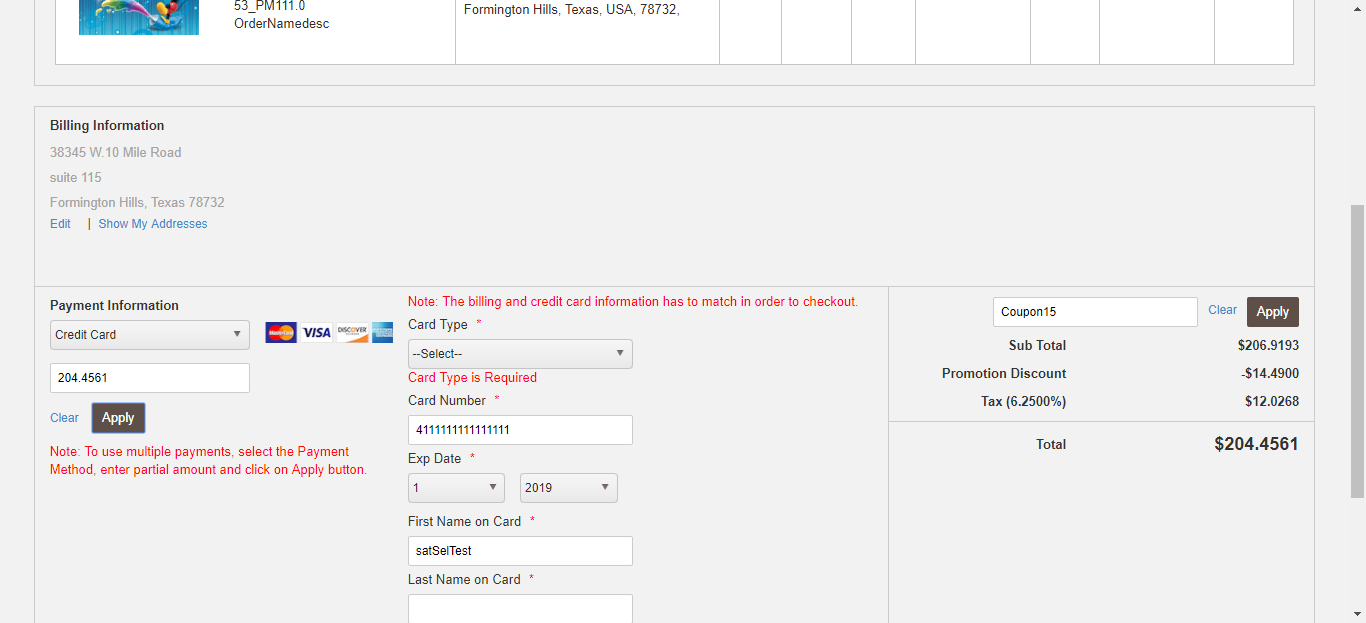 53_PM111.0
OrderNamedesc
Formington Hills, Texas, USA, 78732,
Billing Information
38345 W.10 Mile Road
suite 115
Formington Hills, Texas 78732
Edit | Show My Addresses
Payment Information
Credit Card
MasterCard
VISA
DISCOVER
204.4561
Clear
Apply
Note: To use multiple payments, select the Payment
Method, enter partial amount and click on Apply button.
Note: The billing and credit card information has to match in order to checkout.
Card Type *
--Select--
Card Type is Required
Card Number *
4111111111111111
Exp Date *
1
2019
First Name on Card *
satSelTest
Last Name on Card *
Coupon15
Clear
Apply
Sub Total $206.9193
Promotion Discount -$14.4900
Tax (6.2500%) $12.0268
Total $204.4561